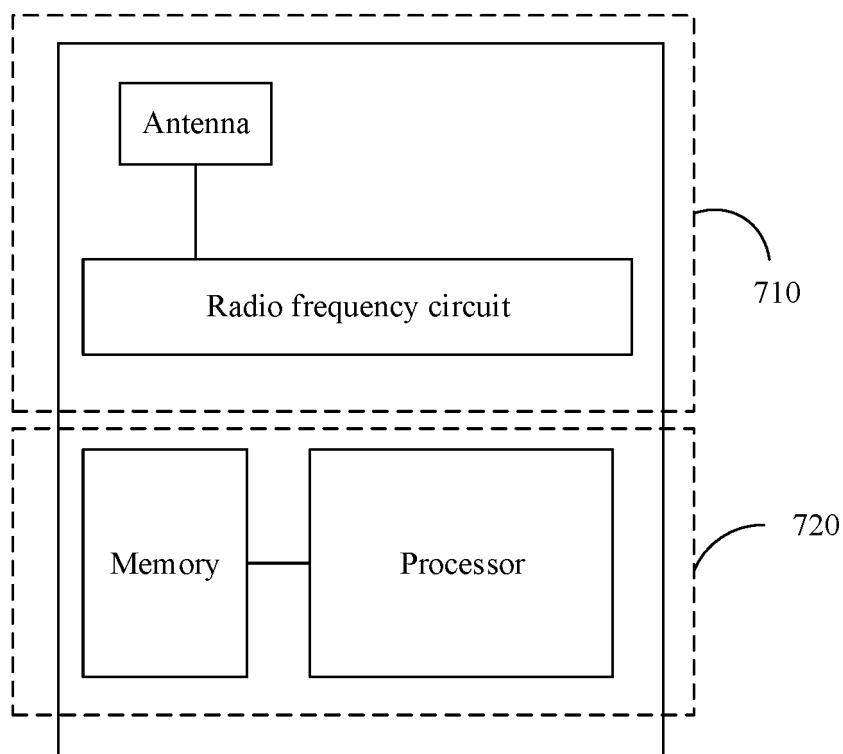 Antenna
Radio frequency circuit
710
Memory
Processor
720